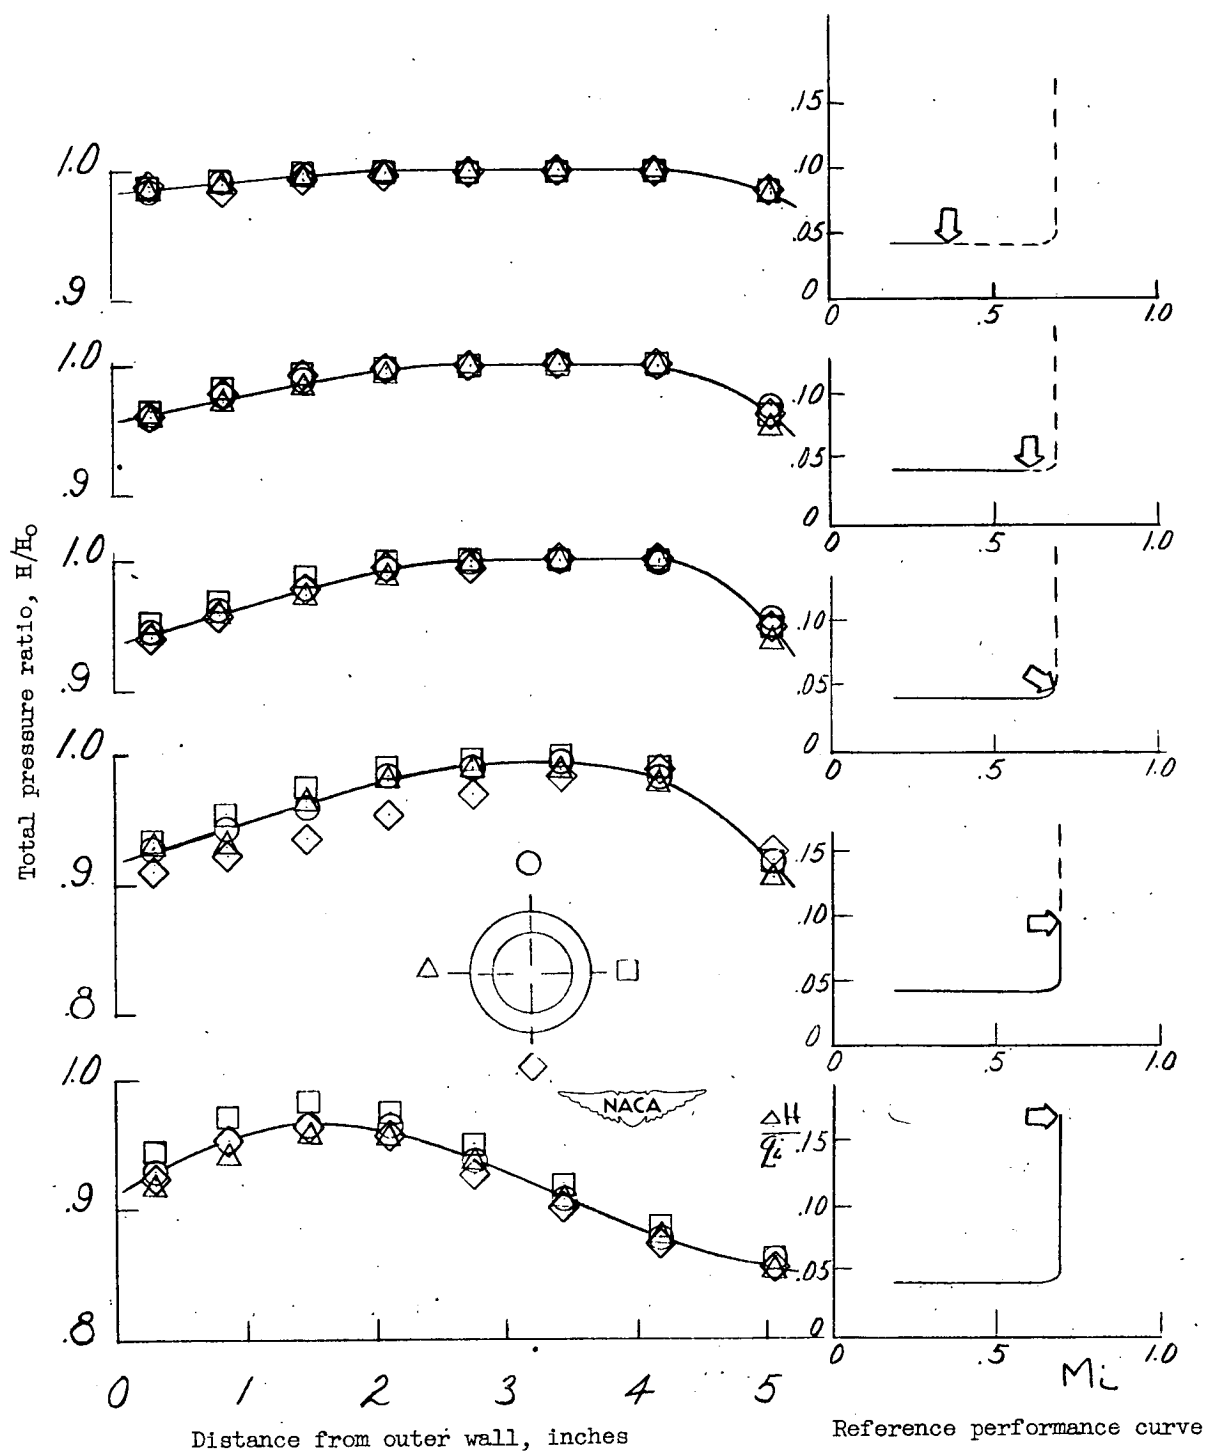 1.0
.9
.15
.10
.05
0
0 .5 1.0
1.0
.9
.10
.05
0
0 .5 1.0
1.0
.9
.10
.05
0
0 .5 1.0
1.0
.9
.8
.15
.10
.05
0
0 .5 1.0
1.0
.9
.8
NACA
ΔH
qi
.15
.10
.05
0
0 .5 1.0
Mi
0 1 2 3 4 5
Total pressure ratio, H/H₀
Distance from outer wall, inches
Reference performance curve